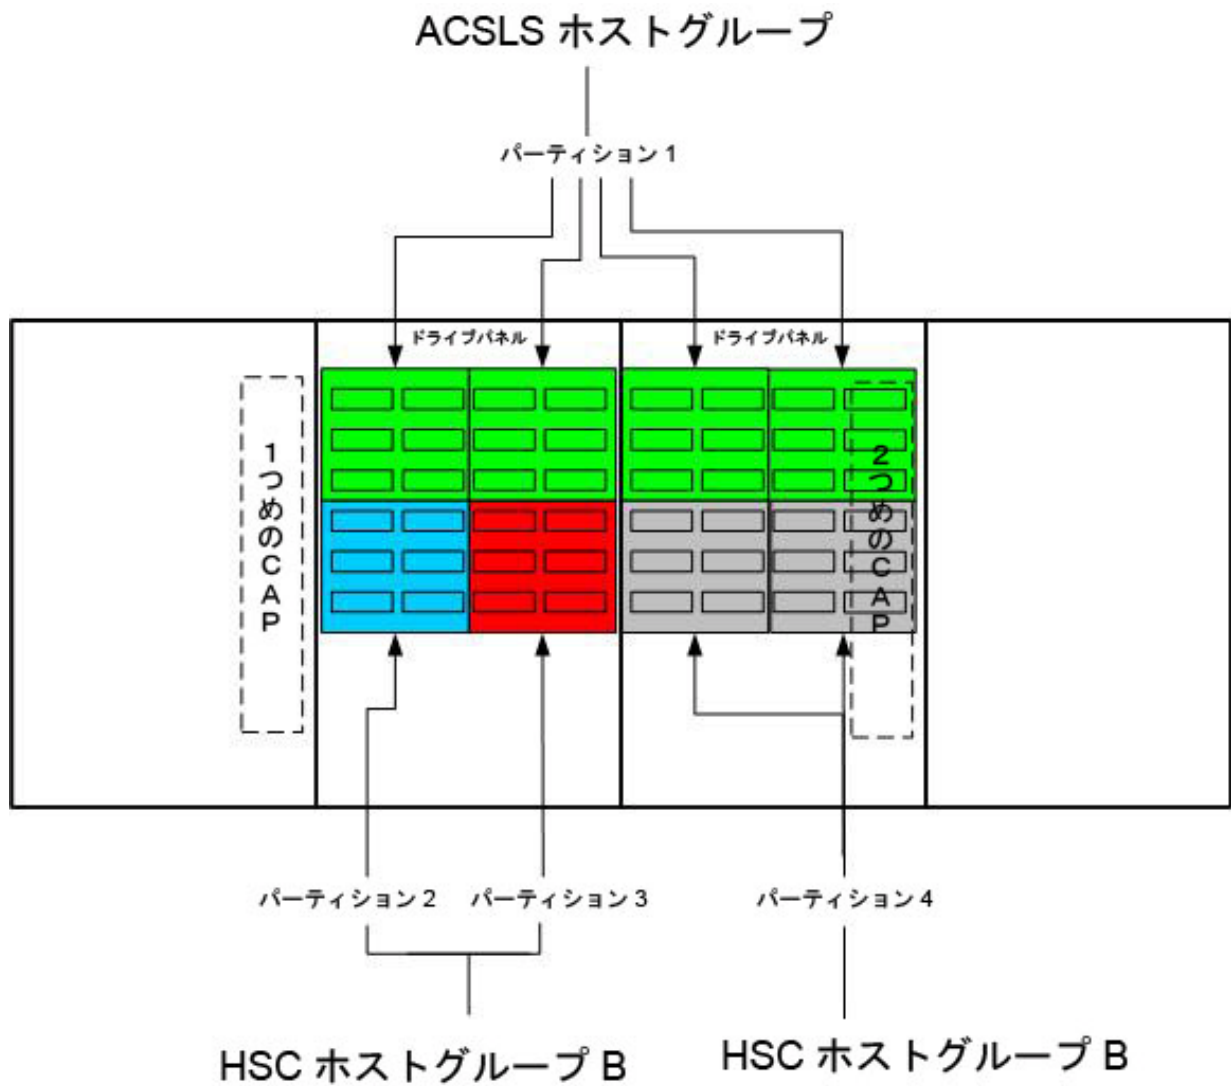 ACSLS ホストグループ
パーティション 1
ドライブパネル
ドライブパネル
1つめのCAP
2つめのCAP
パーティション 2
パーティション 3
パーティション 4
HSC ホストグループ B
HSC ホストグループ B